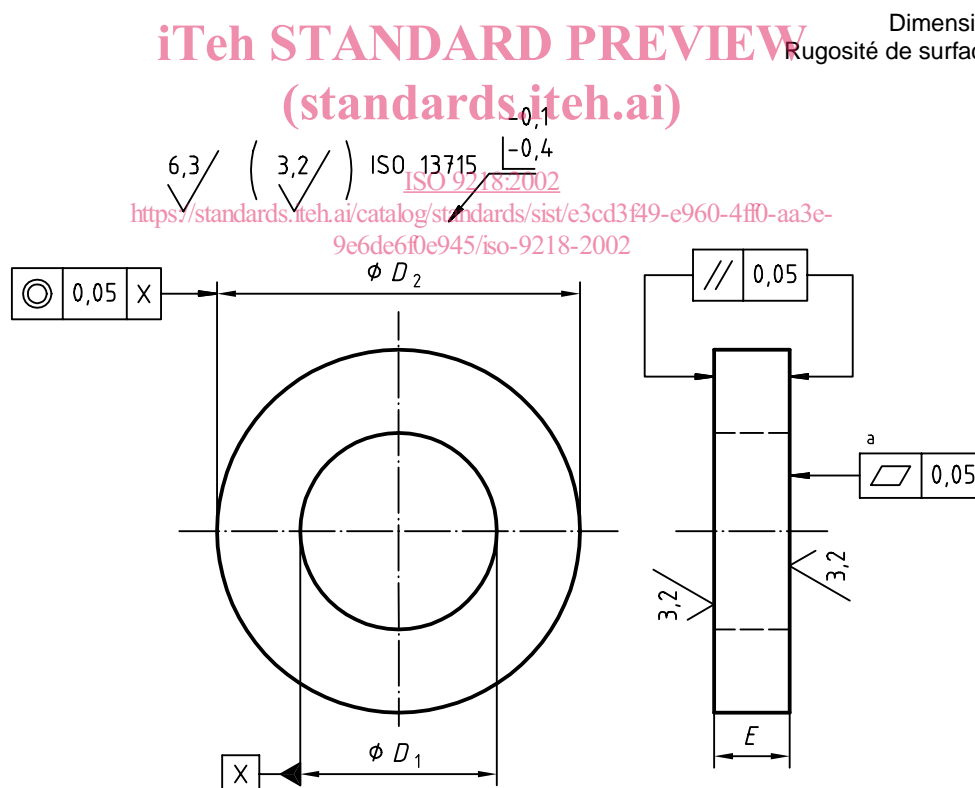 iTeh STANDARD PREVIEW
(standards.iteh.ai)
Rugosité de
-0,1
-0,4
6,3 ( 3,2 ) ISO 13715
ISO 9218:2002
https://standards.iteh.ai/catalog/standards/sist/e3cd3f49-e960-4ff0-aa3e-
9e6de6f0e945/iso-9218-2002
◎ 0,05 X
ϕ D2
// 0,05
a
▱ 0,05
3,2
3,2
E
ϕ D1
X